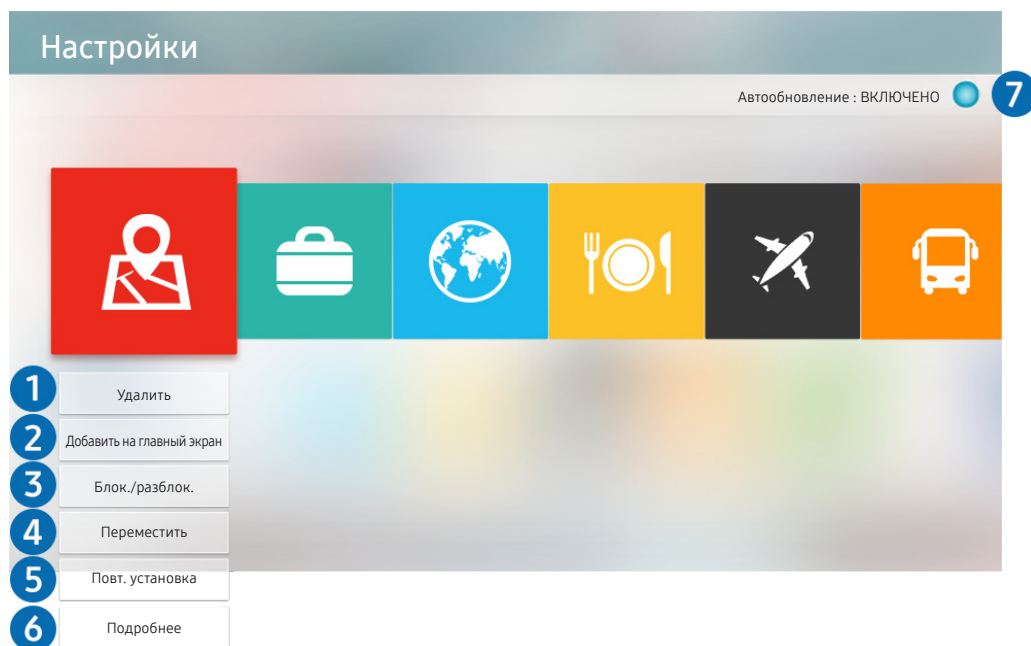 Настройки
Автообновление : ВКЛЮЧЕНО 7
1 Удалить
2 Добавить на главный экран
3 Блок./разблок.
4 Переместить
5 Повт. установка
6 Подробнее